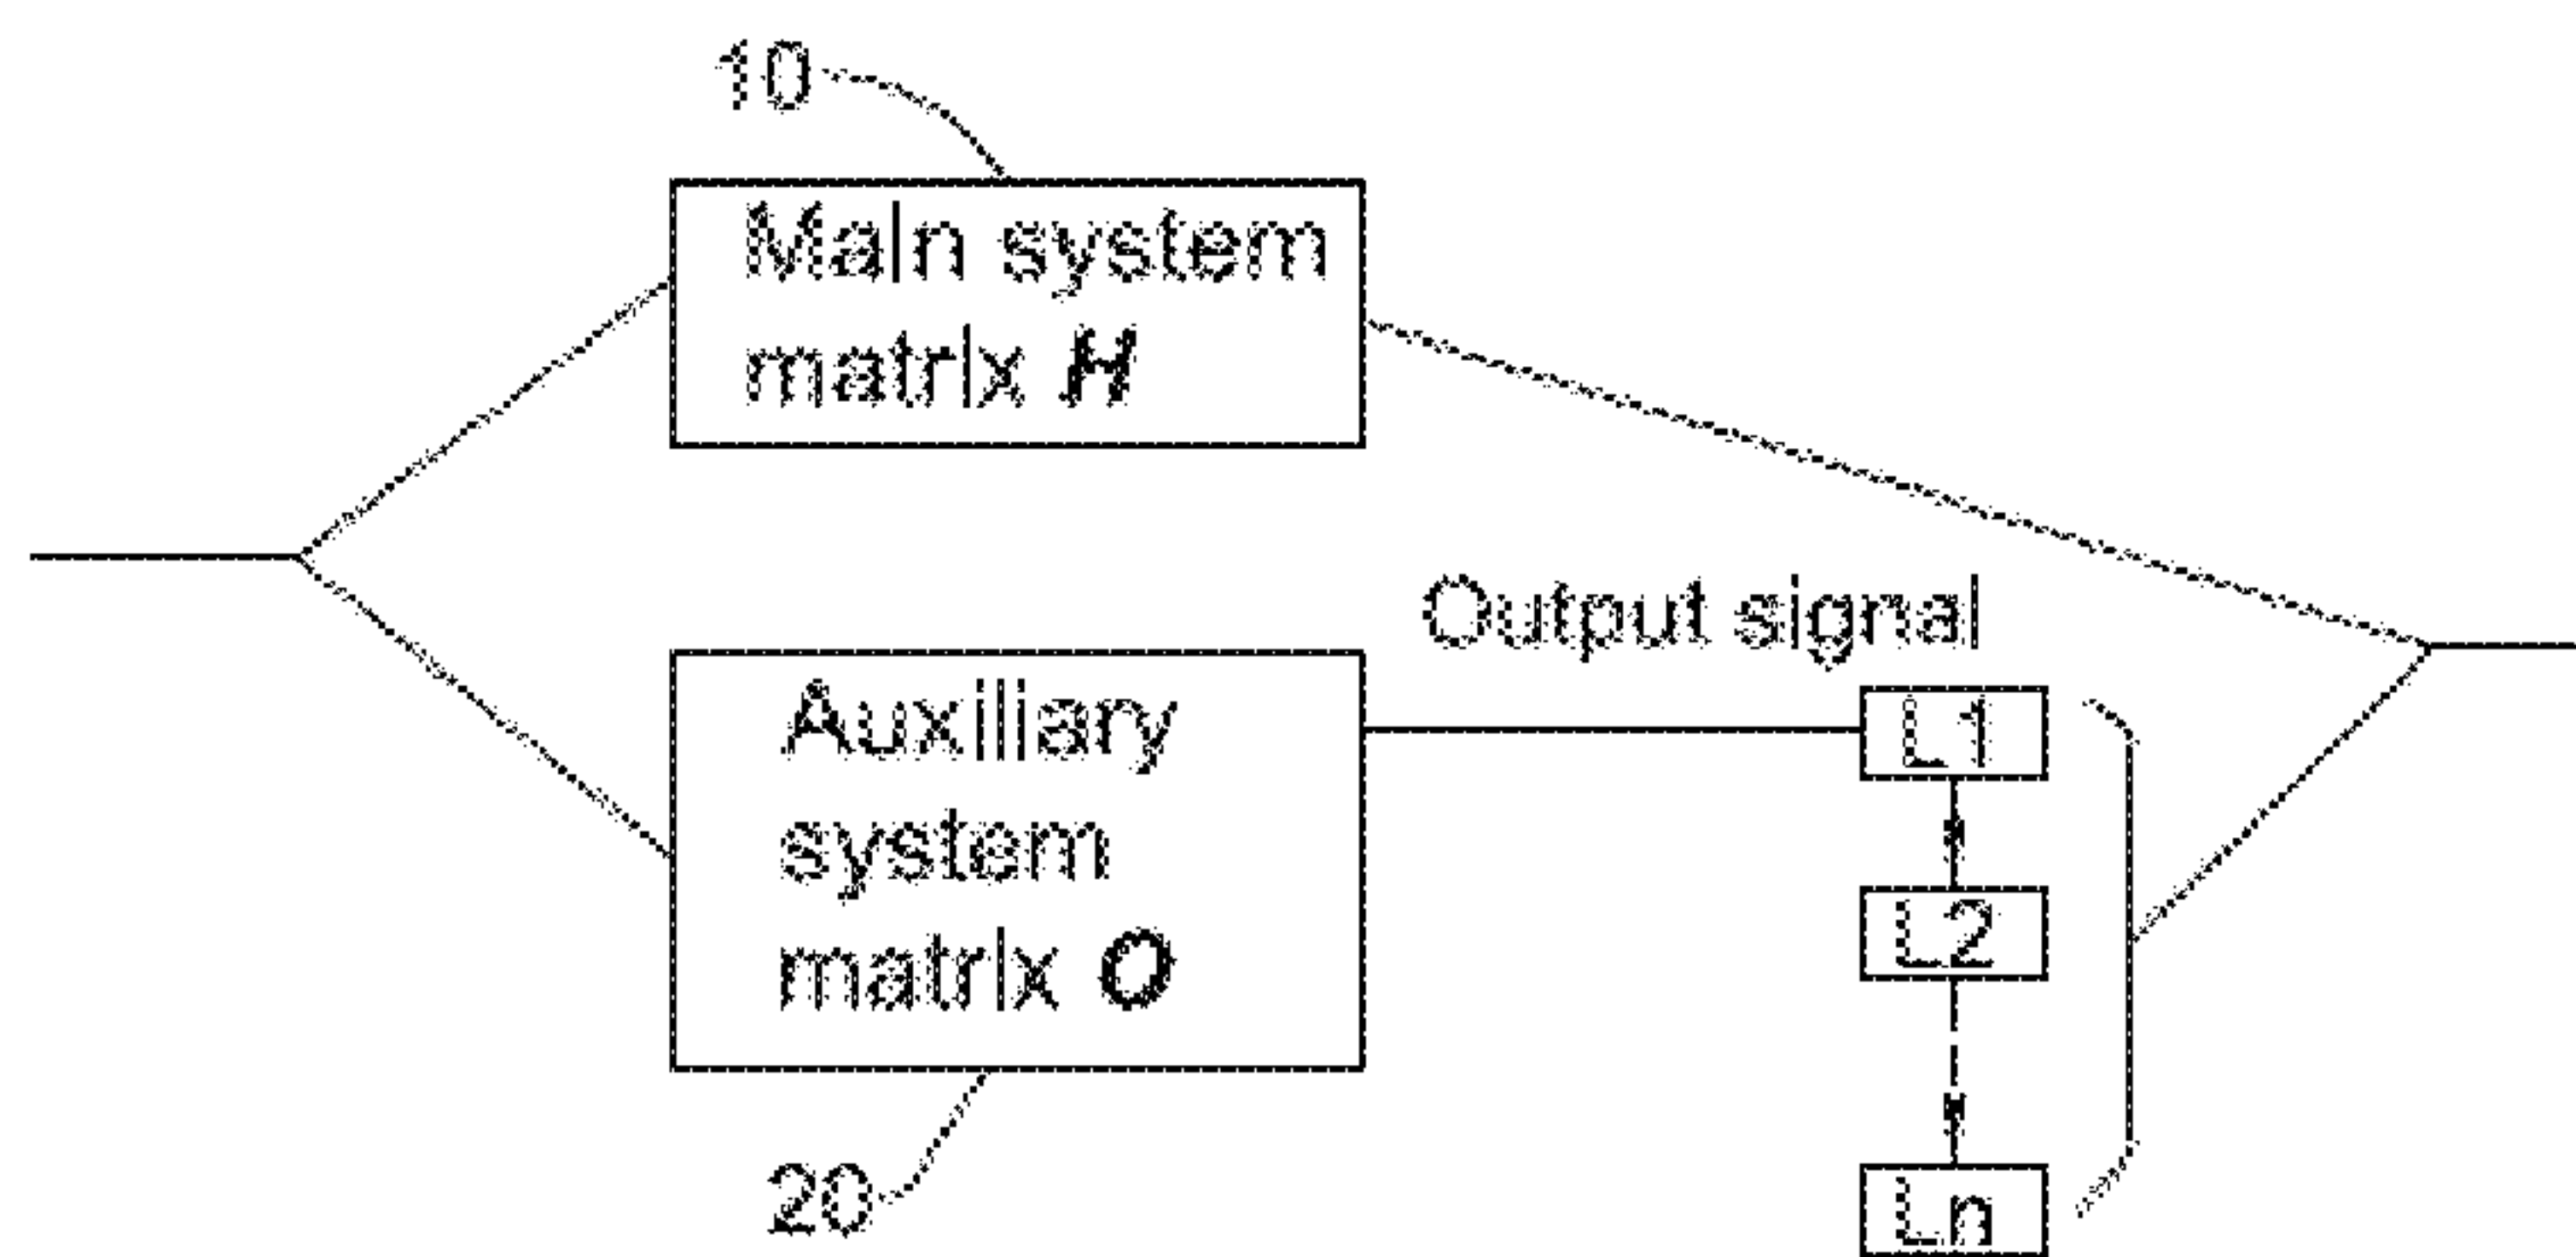 10
Main system
matrix H
Output signal
Auxiliary
system
matrix O
L1
L2
Ln
20